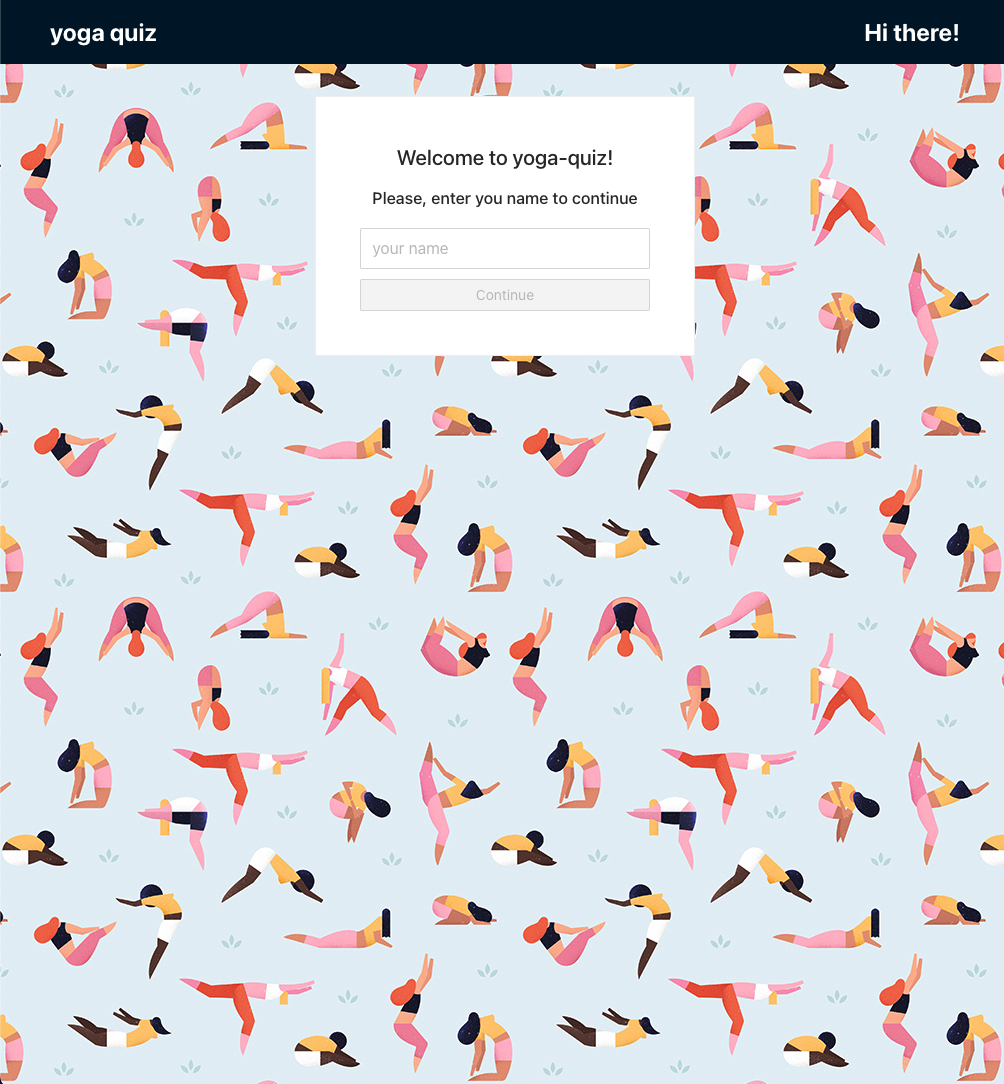 yoga quiz
Hi there!
Welcome to yoga-quiz!
Please, enter you name to continue
your name
Continue